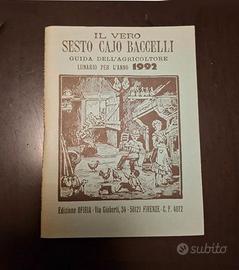 IL VERO
SESTO CAJO BACCELLI
GUIDA DELL'AGRICOLTORE
LUNARIO PER L'ANNO 1992
Edizione OFIRIA - Via Gioberti, 34 - 50121 FIRENZE - C. P. 4072
subito